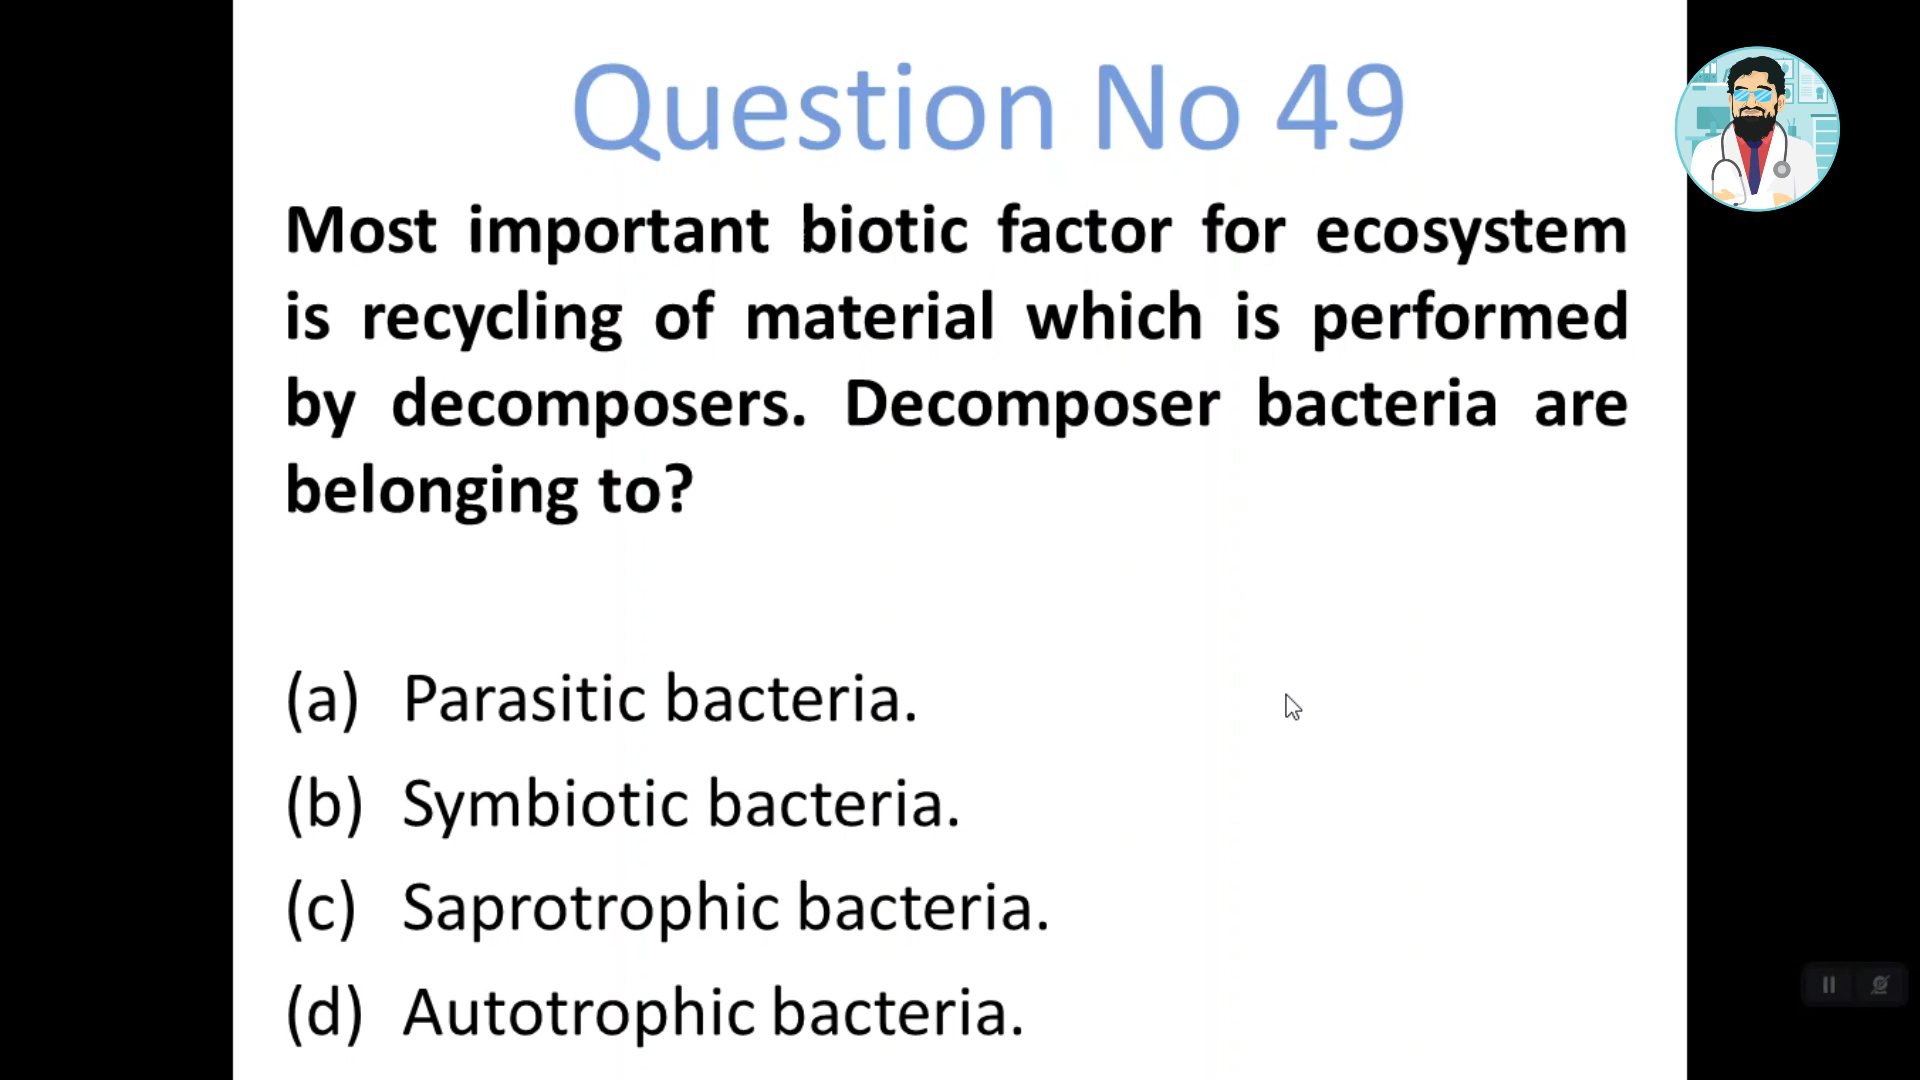 Question No 49
Most important biotic factor for ecosystem
is recycling of material which is performed
by decomposers. Decomposer bacteria are
belonging to?
(a) Parasitic bacteria.
(b) Symbiotic bacteria.
(c) Saprotrophic bacteria.
(d) Autotrophic bacteria.